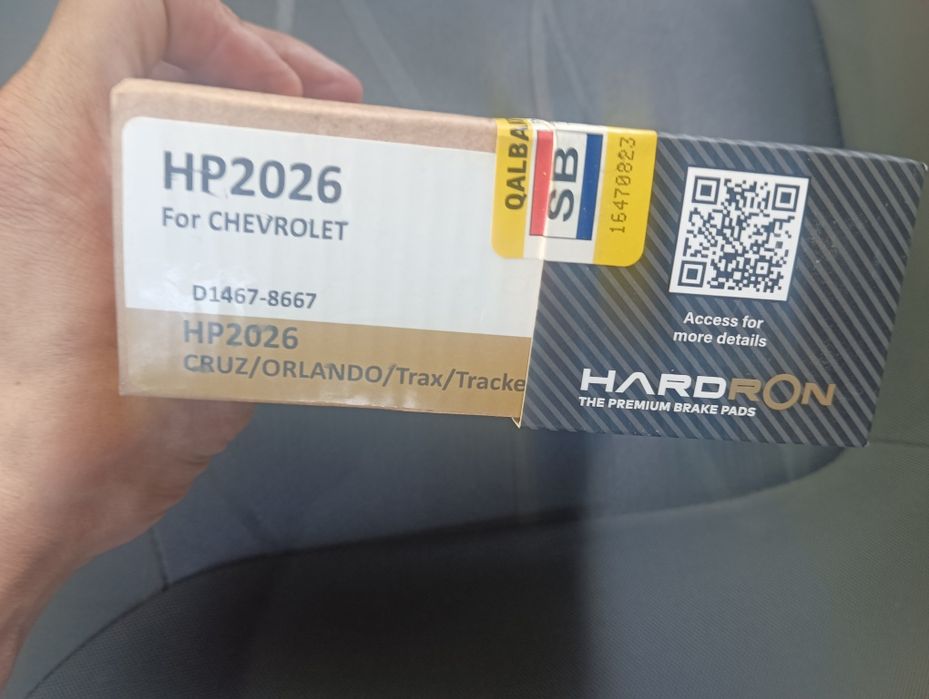 HP2026
For CHEVROLET
D1467-8667
HP2026
CRUZ/ORLANDO/Trax/Tracke
SB
16470823
Access for
more details
HARDRON
THE PREMIUM BRAKE PADS